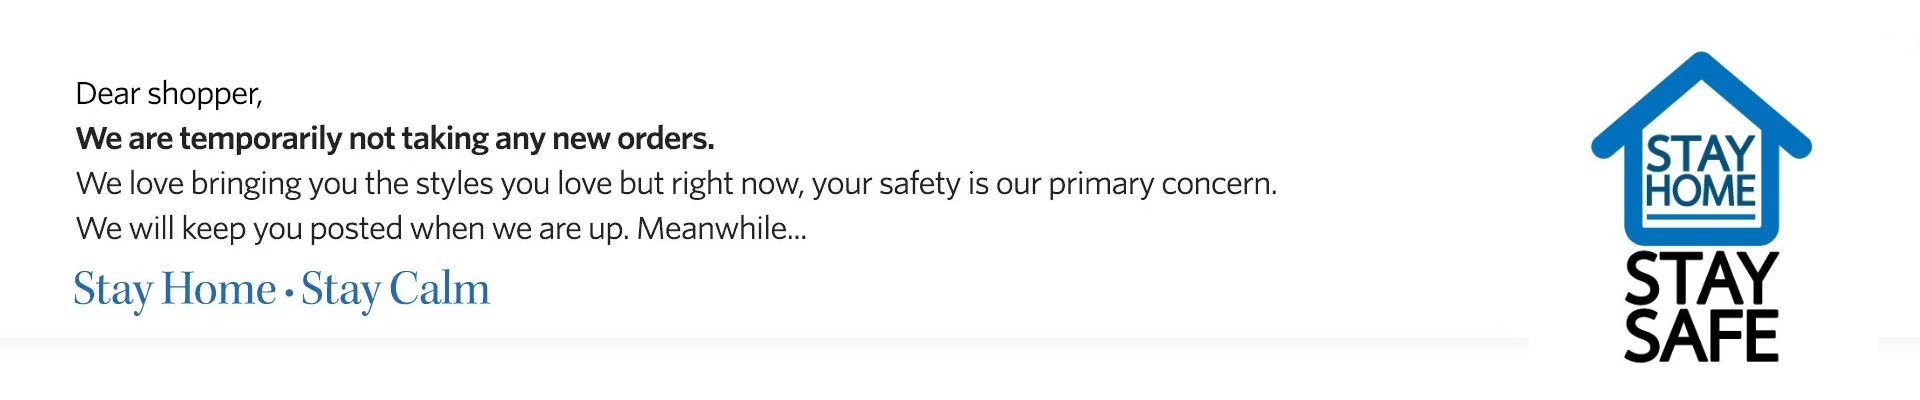 Dear shopper,
We are temporarily not taking any new orders.
We love bringing you the styles you love but right now, your safety is our primary concern.
We will keep you posted when we are up. Meanwhile...
Stay Home · Stay Calm
STAY
HOME
STAY
SAFE